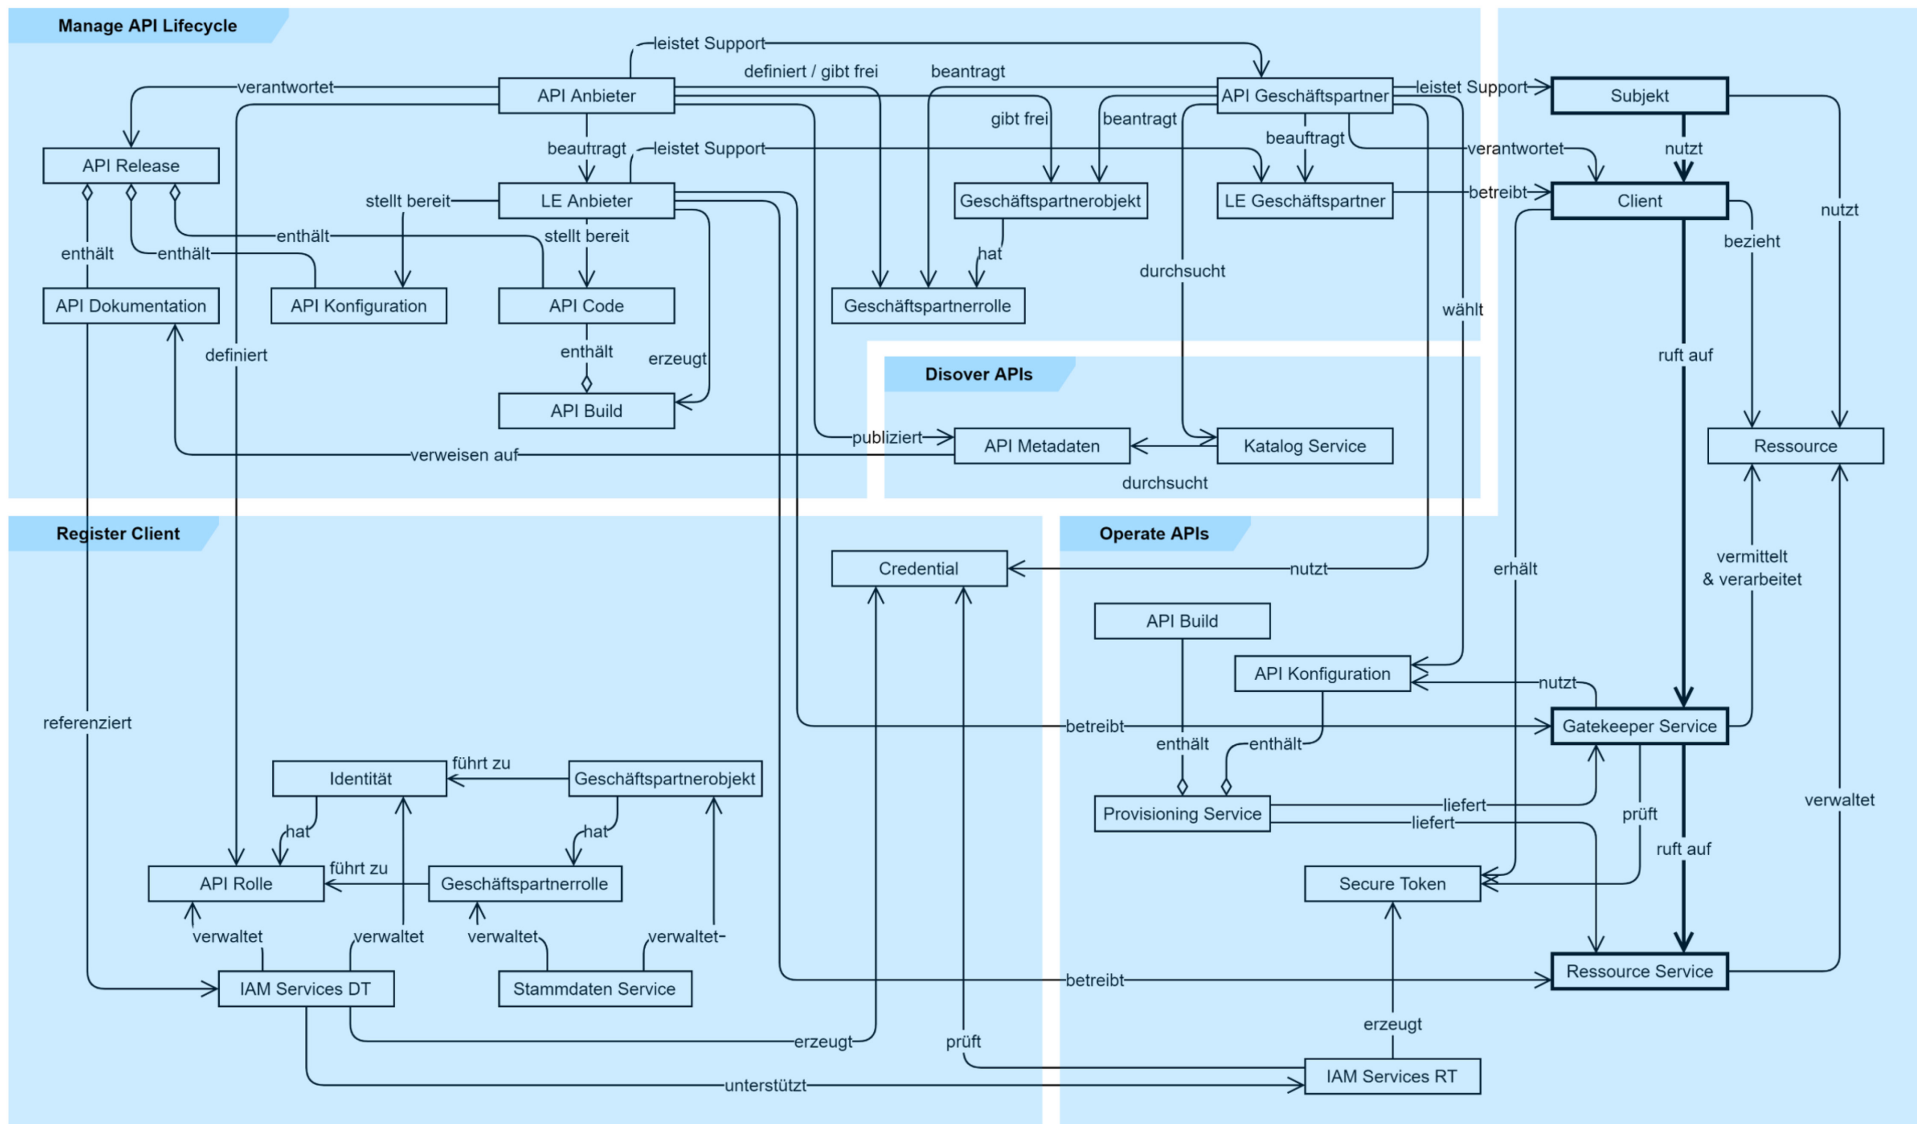 Manage API Lifecycle
leistet Support
definiert / gibt frei
beantragt
verantwortet
API Anbieter
API Geschäftspartner
leistet Support
Subjekt
gibt frei
beantragt
beauftragt
beauftragt
leistet Support
verantwortet
nutzt
API Release
stellt bereit
LE Anbieter
Geschäftspartnerobjekt
LE Geschäftspartner
betreibt
Client
nutzt
enthält
stellt bereit
bezieht
enthält
enthält
hat
durchsucht
API Dokumentation
API Konfiguration
API Code
Geschäftspartnerrolle
wählt
definiert
enthält
erzeugt
ruft auf
Disover APIs
API Build
publiziert
API Metadaten
Katalog Service
Ressource
verweisen auf
durchsucht
Register Client
Operate APIs
Credential
nutzt
erhält
vermittelt
& verarbeitet
API Build
API Konfiguration
nutzt
referenziert
betreibt
Gatekeeper Service
enthält
enthält
führt zu
Identität
Geschäftspartnerobjekt
liefert
verwaltet
Provisioning Service
liefert
prüft
hat
hat
ruft auf
führt zu
API Rolle
Geschäftspartnerrolle
Secure Token
verwaltet
verwaltet
verwaltet
verwaltet
IAM Services DT
Stammdaten Service
betreibt
Ressource Service
erzeugt
erzeugt
prüft
IAM Services RT
unterstützt